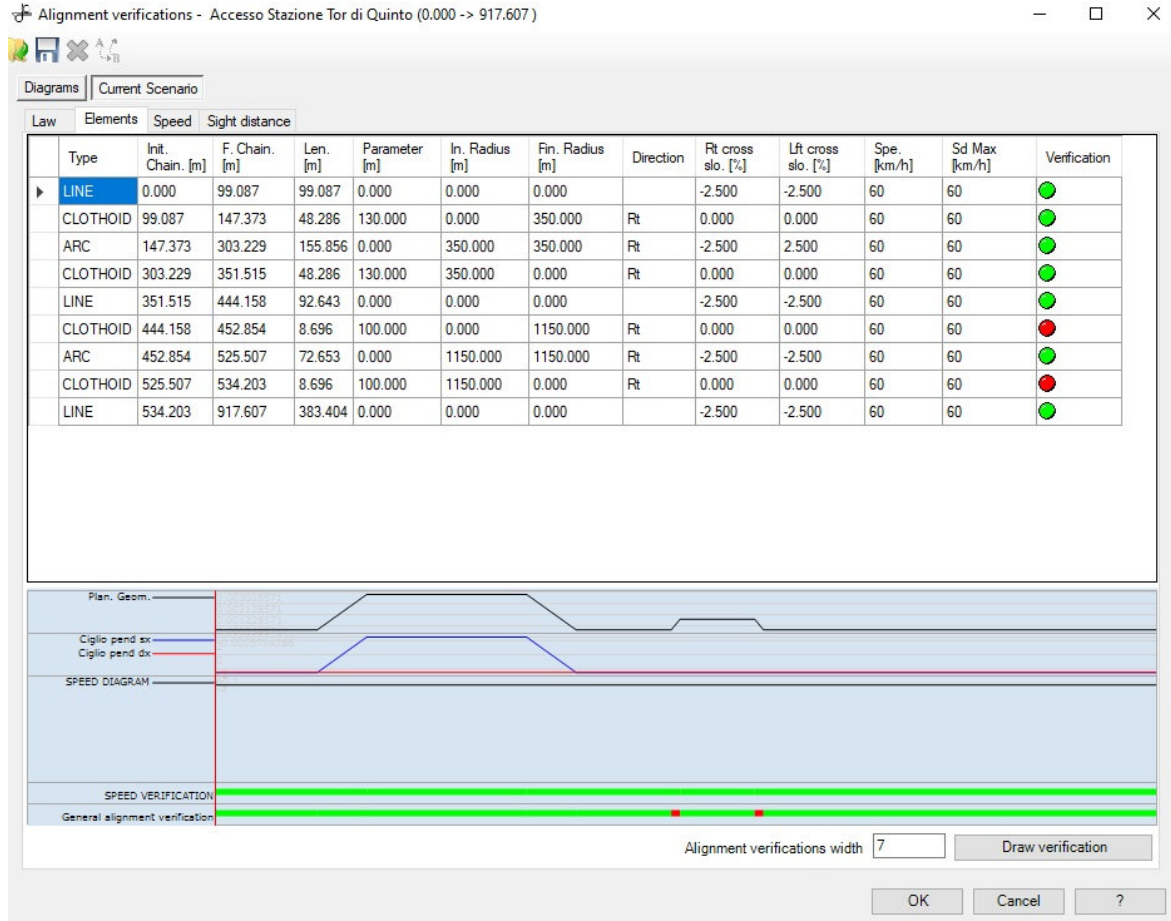 Alignment verifications - Accesso Stazione Tor di Quinto (0.000 -> 917.607 )
Diagrams Current Scenario
Law Elements Speed Sight distance
Type Init. Chain. [m] F. Chain. [m] Len. [m] Parameter [m] In. Radius [m] Fin. Radius [m] Direction Rt cross slo. [%] Lft cross slo. [%] Spe. [km/h] Sd Max [km/h] Verification
LINE 0.000 99.087 99.087 0.000 0.000 0.000 -2.500 -2.500 60 60
CLOTHOID 99.087 147.373 48.286 130.000 0.000 350.000 Rt 0.000 0.000 60 60
ARC 147.373 303.229 155.856 0.000 350.000 350.000 Rt -2.500 2.500 60 60
CLOTHOID 303.229 351.515 48.286 130.000 350.000 0.000 Rt 0.000 0.000 60 60
LINE 351.515 444.158 92.643 0.000 0.000 0.000 -2.500 -2.500 60 60
CLOTHOID 444.158 452.854 8.696 100.000 0.000 1150.000 Rt 0.000 0.000 60 60
ARC 452.854 525.507 72.653 0.000 1150.000 1150.000 Rt -2.500 -2.500 60 60
CLOTHOID 525.507 534.203 8.696 100.000 1150.000 0.000 Rt 0.000 0.000 60 60
LINE 534.203 917.607 383.404 0.000 0.000 0.000 -2.500 -2.500 60 60
Plan. Geom.
Ciglio pend sx
Ciglio pend dx
SPEED DIAGRAM
SPEED VERIFICATION
General alignment verification
Alignment verifications width 7 Draw verification
OK Cancel ?